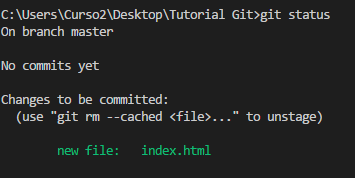 C:\Users\Curso2\Desktop\Tutorial Git>git status
On branch master
No commits yet
Changes to be committed:
(use "git rm --cached <file>..." to unstage)
new file: index.html